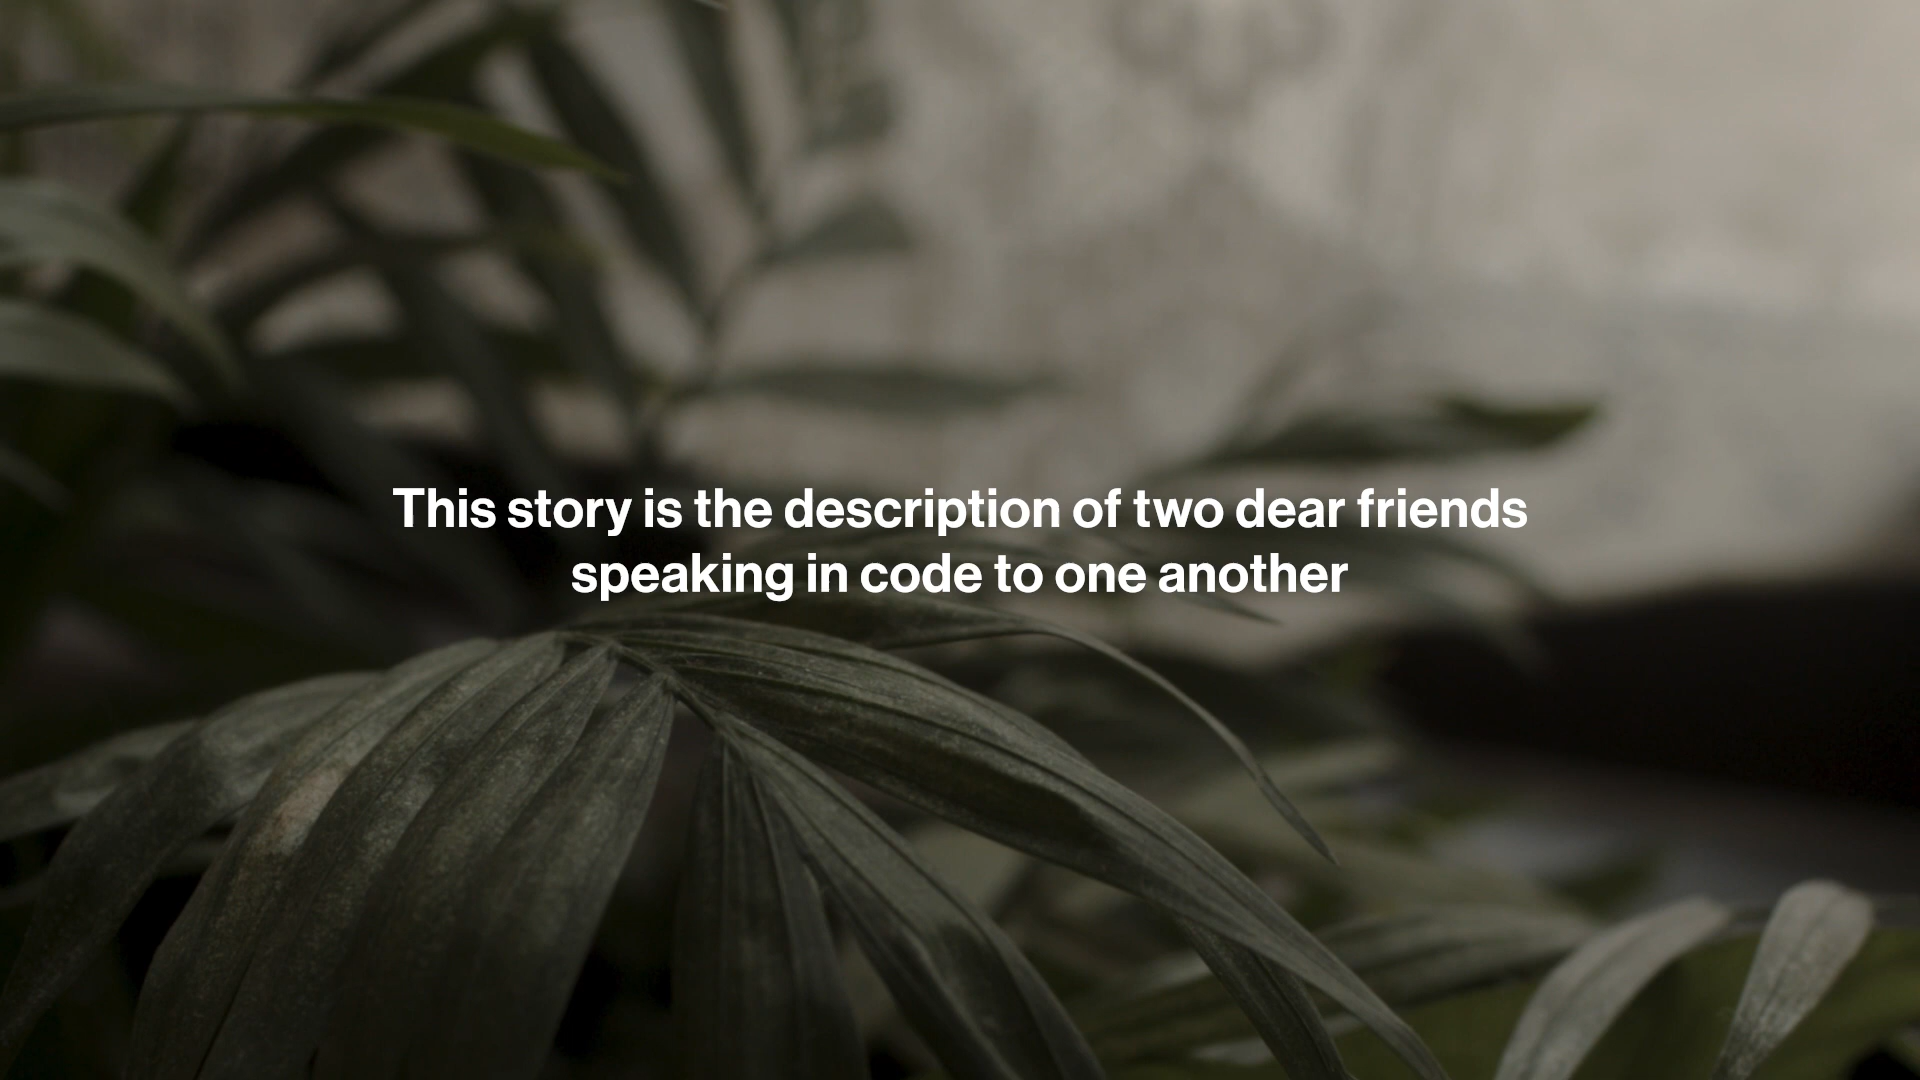 This story is the description of two dear friends
speaking in code to one another